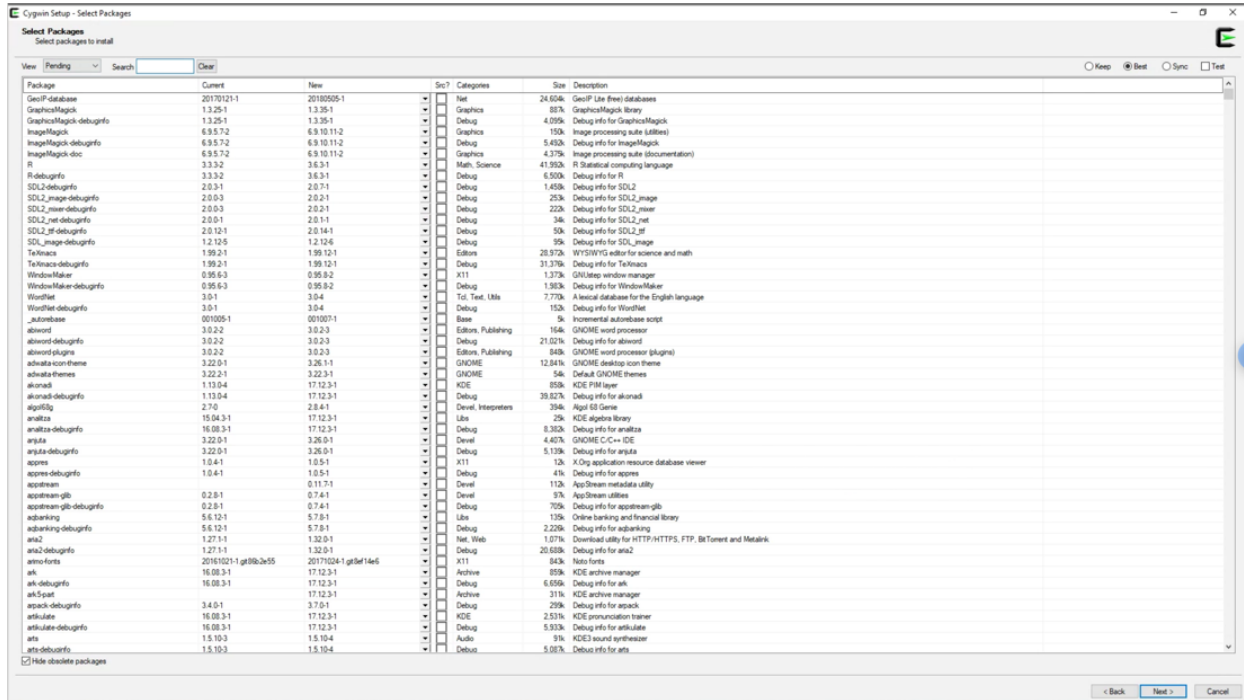 Cygwin Setup - Select Packages
Select Packages
Select packages to install
View Pending Search Clear Keep Best Sync Test
Package Current New Src? Categories Size Description
GeoIP-database 20170121-1 20180505-1 Net 24,604k GeoIP Lite (free) databases
GraphicsMagick 1.3.25-1 1.3.35-1 Graphics 887k GraphicsMagick library
GraphicsMagick-debuginfo 1.3.25-1 1.3.35-1 Debug 4,095k Debug info for GraphicsMagick
ImageMagick 6.9.5.7-2 6.9.10.11-2 Graphics 150k Image processing suite (utilities)
ImageMagick-debuginfo 6.9.5.7-2 6.9.10.11-2 Debug 5,492k Debug info for ImageMagick
ImageMagick-doc 6.9.5.7-2 6.9.10.11-2 Graphics 4,375k Image processing suite (documentation)
R 3.3.3-2 3.6.3-1 Math, Science 41,992k R Statistical computing language
R-debuginfo 3.3.3-2 3.6.3-1 Debug 6,500k Debug info for R
SDL2-debuginfo 2.0.3-1 2.0.7-1 Debug 1,458k Debug info for SDL2
SDL2_image-debuginfo 2.0.0-3 2.0.2-1 Debug 253k Debug info for SDL2_image
SDL2_mixer-debuginfo 2.0.0-3 2.0.2-1 Debug 222k Debug info for SDL2_mixer
SDL2_net-debuginfo 2.0.0-1 2.0.1-1 Debug 34k Debug info for SDL2_net
SDL2_ttf-debuginfo 2.0.12-1 2.0.14-1 Debug 50k Debug info for SDL2_ttf
SDL_image-debuginfo 1.2.12-5 1.2.12-6 Debug 95k Debug info for SDL_image
TeXmacs 1.99.2-1 1.99.12-1 Editors 28,972k WYSIWYG editor for science and math
TeXmacs-debuginfo 1.99.2-1 1.99.12-1 Debug 31,376k Debug info for TeXmacs
WindowMaker 0.95.6-3 0.95.8-2 X11 1,373k GNUstep window manager
WindowMaker-debuginfo 0.95.6-3 0.95.8-2 Debug 1,983k Debug info for WindowMaker
WordNet 3.0-1 3.0-4 Tcl, Text, Utils 7,770k A lexical database for the English language
WordNet-debuginfo 3.0-1 3.0-4 Debug 152k Debug info for WordNet
_autorebase 001005-1 001007-1 Base 5k Incremental autorebase script
abiword 3.0.2-2 3.0.2-3 Editors, Publishing 164k GNOME word processor
abiword-debuginfo 3.0.2-2 3.0.2-3 Debug 21,021k Debug info for abiword
abiword-plugins 3.0.2-2 3.0.2-3 Editors, Publishing 848k GNOME word processor (plugins)
adwaita-icon-theme 3.22.0-1 3.26.1-1 GNOME 12,841k GNOME desktop icon theme
adwaita-themes 3.22.2-1 3.22.3-1 GNOME 54k Default GNOME themes
akonadi 1.13.0-4 17.12.3-1 KDE 858k KDE PIM layer
akonadi-debuginfo 1.13.0-4 17.12.3-1 Debug 39,827k Debug info for akonadi
algol68g 2.7-0 2.8.4-1 Devel, Interpreters 394k Algol 68 Genie
analitza 15.04.3-1 17.12.3-1 Libs 25k KDE algebra library
analitza-debuginfo 16.08.3-1 17.12.3-1 Debug 8,382k Debug info for analitza
anjuta 3.22.0-1 3.26.0-1 Devel 4,407k GNOME C/C++ IDE
anjuta-debuginfo 3.22.0-1 3.26.0-1 Debug 5,139k Debug info for anjuta
appres 1.0.4-1 1.0.5-1 X11 12k X.Org application resource database viewer
appres-debuginfo 1.0.4-1 1.0.5-1 Debug 41k Debug info for appres
appstream 0.11.7-1 Devel 112k AppStream metadata utility
appstream-glib 0.2.8-1 0.7.4-1 Devel 97k AppStream utilities
appstream-glib-debuginfo 0.2.8-1 0.7.4-1 Debug 709k Debug info for appstream-glib
aqbanking 5.6.12-1 5.7.8-1 Libs 135k Online banking and financial library
aqbanking-debuginfo 5.6.12-1 5.7.8-1 Debug 2,226k Debug info for aqbanking
aria2 1.27.1-1 1.32.0-1 Net, Web 1,071k Download utility for HTTP/HTTPS, FTP, BitTorrent and Metalink
aria2-debuginfo 1.27.1-1 1.32.0-1 Debug 20,688k Debug info for aria2
arimo-fonts 20161021-1.git86b2e55 20171024-1.git8ef14e6 X11 843k Noto fonts
ark 16.08.3-1 17.12.3-1 Archive 859k KDE archive manager
ark-debuginfo 16.08.3-1 17.12.3-1 Debug 6,656k Debug info for ark
ark5-part 17.12.3-1 Archive 311k KDE archive manager
arpack-debuginfo 3.4.0-1 3.7.0-1 Debug 299k Debug info for arpack
artikulate 16.08.3-1 17.12.3-1 KDE 2,531k KDE pronunciation trainer
artikulate-debuginfo 16.08.3-1 17.12.3-1 Debug 5,933k Debug info for artikulate
arts 1.5.10-3 1.5.10-4 Audio 91k KDE3 sound synthesizer
arts-debuginfo 1.5.10-3 1.5.10-4 Debug 5,087k Debug info for arts
Hide obsolete packages
< Back Next > Cancel